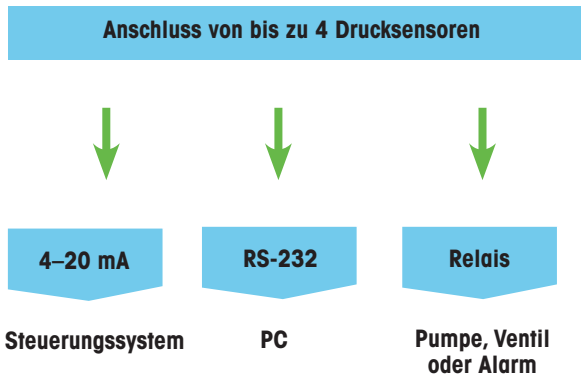 Anschluss von bis zu 4 Drucksensoren
4–20 mA
RS-232
Relais
Steuerungssystem
PC
Pumpe, Ventil
oder Alarm